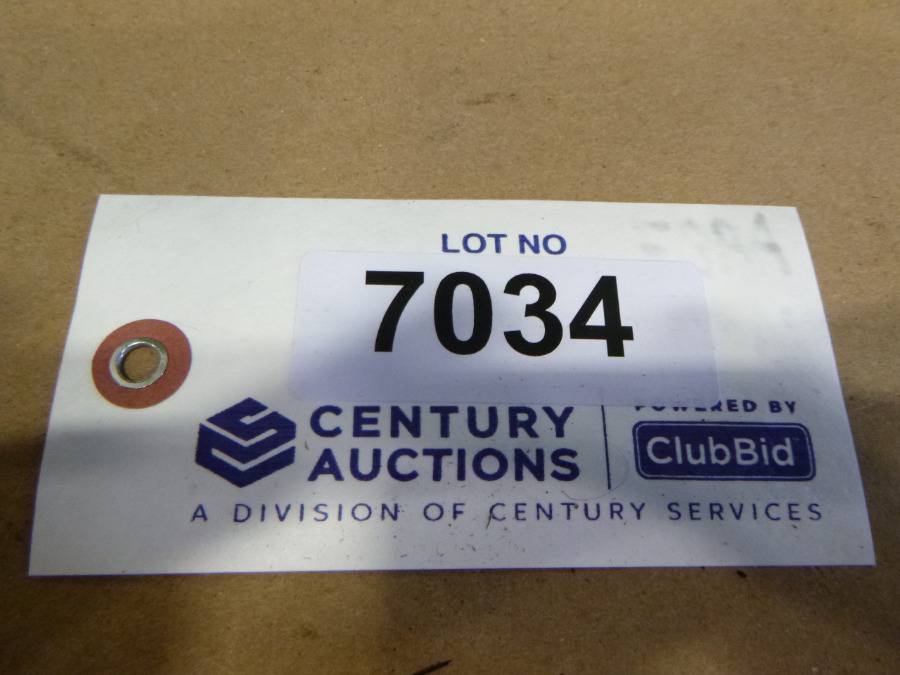 LOT NO
7034
CENTURY
AUCTIONS
POWERED BY
ClubBid
A DIVISION OF CENTURY SERVICES